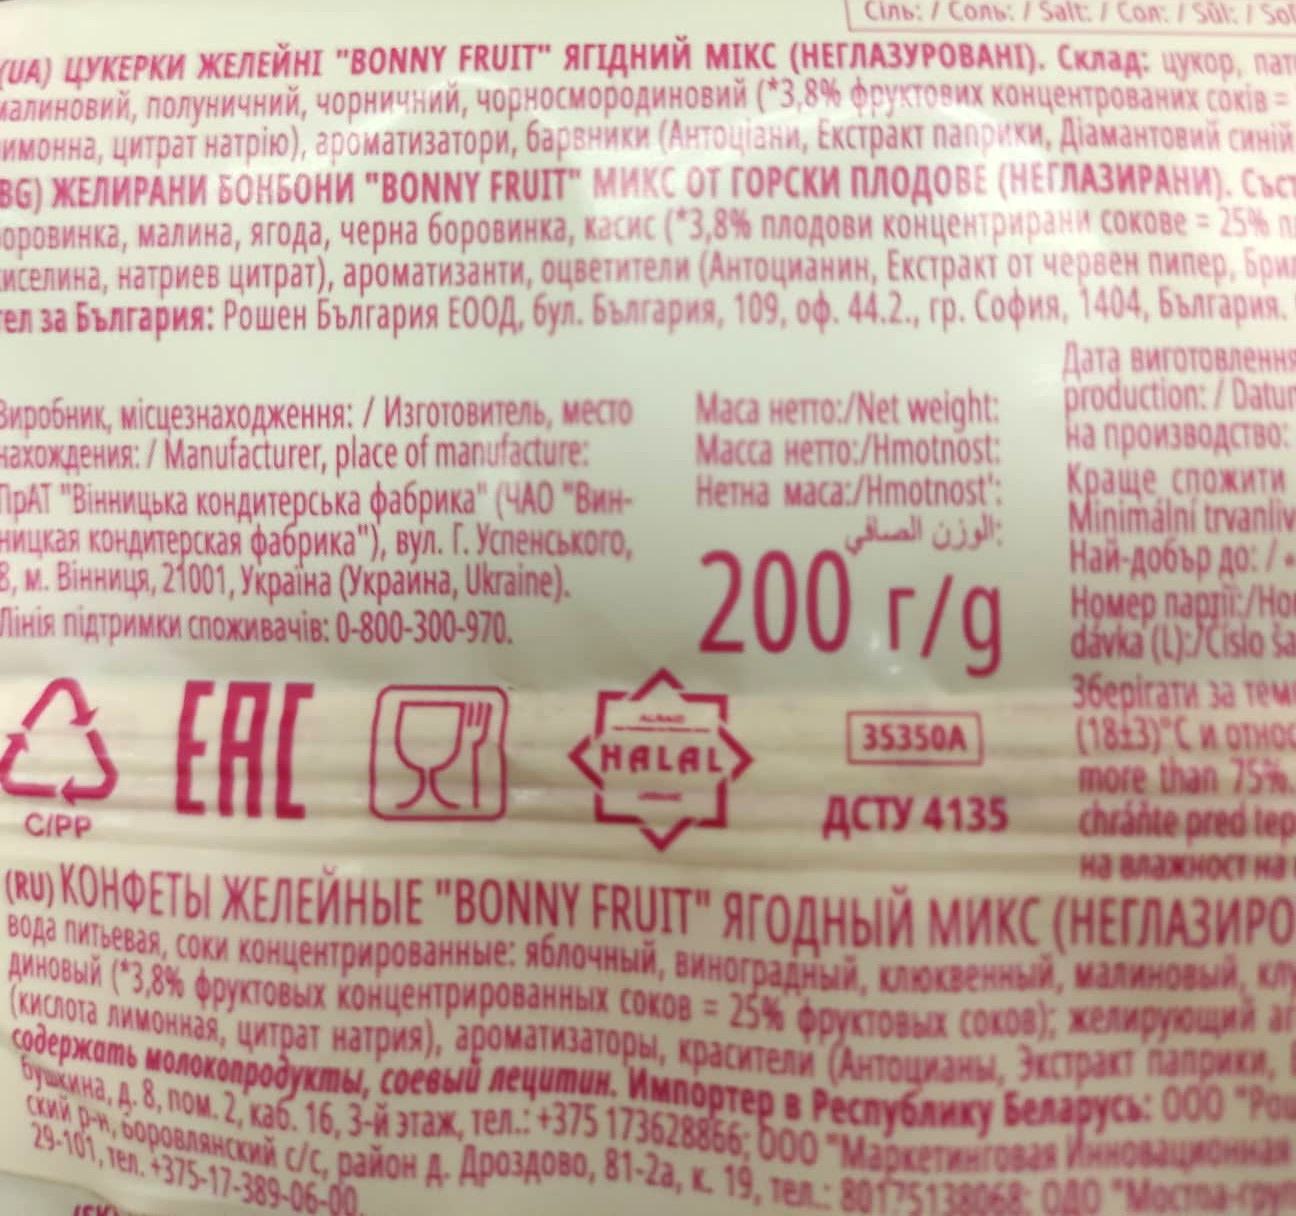 Сіль: / Соль: / Salt: / Сол: / Sůl: / Sol
(UA) ЦУКЕРКИ ЖЕЛЕЙНІ "BONNY FRUIT" ЯГІДНИЙ МІКС (НЕГЛАЗУРОВАНІ). Склад: цукор, пат
малиновий, полуничний, чорничний, чорносмородиновий (*3,8% фруктових концентрованих соків =
имонна, цитрат натрію), ароматизатори, барвники (Антоціани, Екстракт паприки, Діамантовий синій
BG) ЖЕЛИРАНИ БОНБОНИ "BONNY FRUIT" МИКС ОТ ГОРСКИ ПЛОДОВЕ (НЕГЛАЗИРАНИ). Със
оровинка, малина, ягода, черна боровинка, касис (*3,8% плодови концентрирани сокове = 25% п
киселина, натриев цитрат), ароматизанти, оцветители (Антоцианин, Екстракт от червен пипер, Бри
тел за България: Рошен България ЕООД, бул. България, 109, оф. 44.2., гр. София, 1404, България.
Виробник, місцезнаходження: / Изготовитель, место
нахождения: / Manufacturer, place of manufacture:
ПрАТ "Вінницька кондитерська фабрика" (ЧАО "Вин-
ницкая кондитерская фабрика"), вул. Г. Успенського,
8, м. Вінниця, 21001, Україна (Украина, Ukraine).
Лінія підтримки споживачів: 0-800-300-970.
Маса нетто:/Net weight:
Масса нетто:/Hmotnost:
Нетна маса:/Hmotnost':
الوزن الصافي:
200 г/g
Дата виготовлення
production: / Datum
на производство:
Краще спожити
Minimální trvanliv
Най-добър до: /
Номер партії:/Но
dávka (L):/Číslo ša
Зберігати за тем
(18±3)°C и относ
more than 75%.
chráňte pred tep
на влажност на
C/PP
EAC
HALAL
35350A
ДСТУ 4135
(RU) КОНФЕТЫ ЖЕЛЕЙНЫЕ "BONNY FRUIT" ЯГОДНЫЙ МИКС (НЕГЛАЗИРО
вода питьевая, соки концентрированные: яблочный, виноградный, клюквенный, малиновый, клу
диновый (*3,8% фруктовых концентрированных соков = 25% фруктовых соков); желирующий аг
(кислота лимонная, цитрат натрия), ароматизаторы, красители (Антоцианы, Экстракт паприки,
содержать молокопродукты, соевый лецитин. Импортер в Республику Беларусь: ООО "Рош
бушкина, д. 8, пом. 2, каб. 16, 3-й этаж, тел.: +375 173628866; ООО "Маркетинговая Инновационная
ский р-н, Боровлянский с/с, район д. Дроздово, 81-2а, к. 19, тел.: 80175138068; ОДО "Мостра-груп
29-101, тел. +375-17-389-06-00.
(SK)